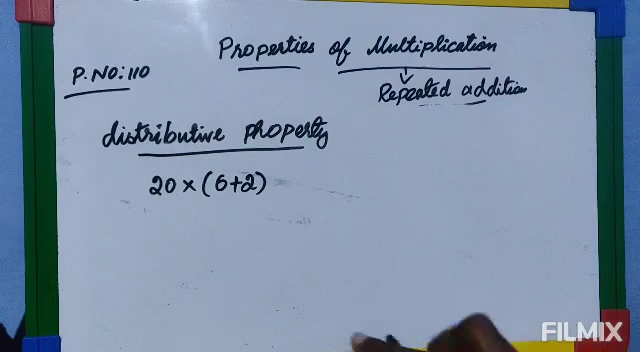 Properties of Multiplication
P.NO:110
Repeated addition
distributive property
20 × (6+2)
FILMIX